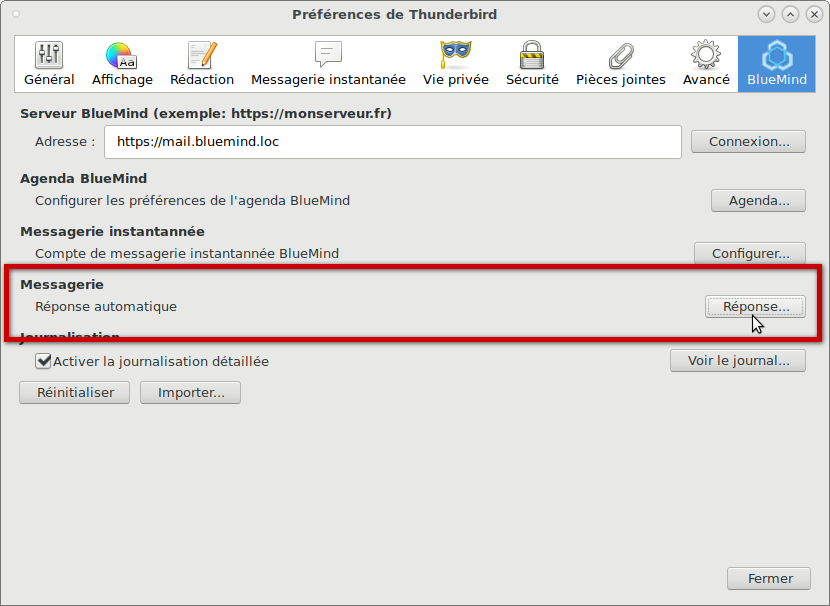 Préférences de Thunderbird
Général Affichage Rédaction Messagerie instantanée Vie privée Sécurité Pièces jointes Avancé BlueMind
Serveur BlueMind (exemple: https://monserveur.fr)
Adresse : https://mail.bluemind.loc Connexion...
Agenda BlueMind
Configurer les préférences de l'agenda BlueMind Agenda...
Messagerie instantannée
Compte de messagerie instantannée BlueMind Configurer...
Messagerie
Réponse automatique Réponse...
Journalisation
Activer la journalisation détaillée Voir le journal...
Réinitialiser Importer...
Fermer